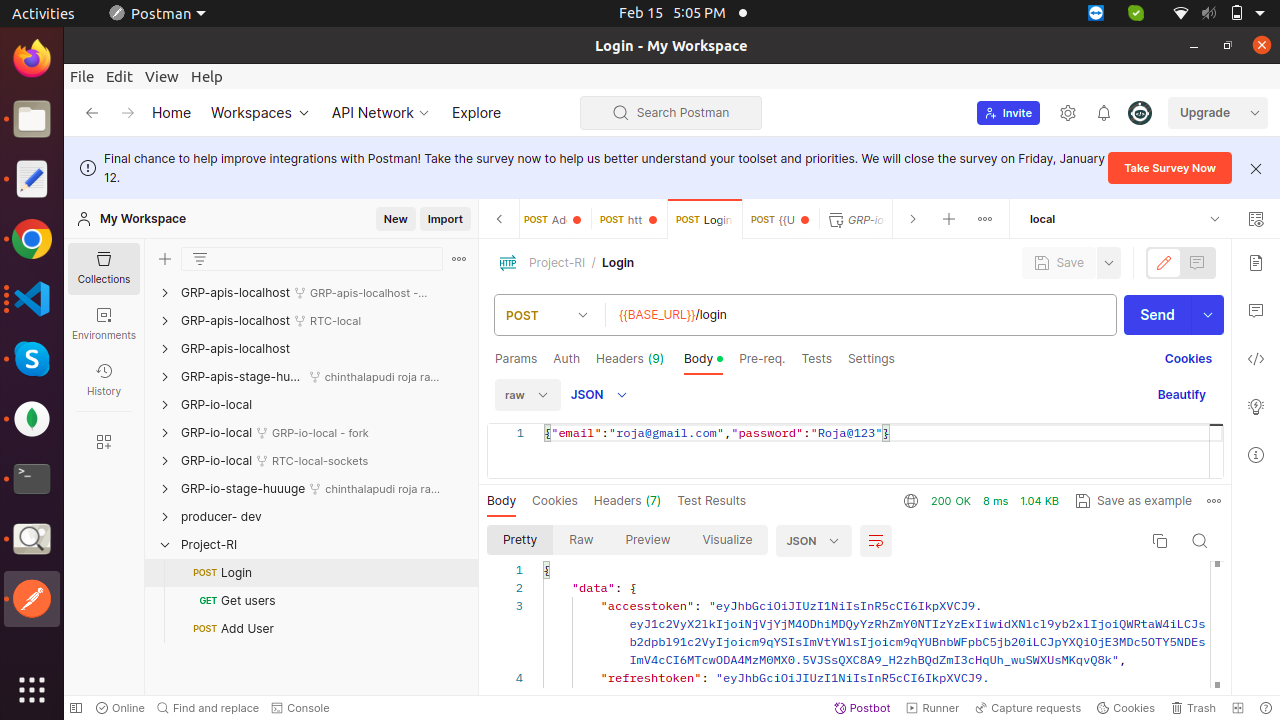 Activities
Postman
Feb 15 5:05 PM
Login - My Workspace
File Edit View Help
Home
Workspaces
API Network
Explore
Search Postman
Invite
Upgrade
Final chance to help improve integrations with Postman! Take the survey now to help us better understand your toolset and priorities. We will close the survey on Friday, January
12.
Take Survey Now
My Workspace
New
Import
POST Ad
POST htt
POST Login
POST {{U
GRP-io
local
Collections
Environments
History
GRP-apis-localhost GRP-apis-localhost -...
GRP-apis-localhost RTC-local
GRP-apis-localhost
GRP-apis-stage-hu... chinthalapudi roja ra...
GRP-io-local
GRP-io-local GRP-io-local - fork
GRP-io-local RTC-local-sockets
GRP-io-stage-huuuge chinthalapudi roja ra...
producer- dev
Project-RI
POST Login
GET Get users
POST Add User
HTTP Project-RI / Login
Save
POST
{{BASE_URL}}/login
Send
Params Auth Headers (9) Body Pre-req. Tests Settings
Cookies
raw
JSON
Beautify
1 {"email":"roja@gmail.com","password":"Roja@123"}
Body Cookies Headers (7) Test Results
200 OK 8 ms 1.04 KB
Save as example
Pretty Raw Preview Visualize
JSON
1 {
2 "data": {
3 "accesstoken": "eyJhbGciOiJIUzI1NiIsInR5cCI6IkpXVCJ9.
4 "refreshtoken": "eyJhbGciOiJIUzI1NiIsInR5cCI6IkpXVCJ9.
Online
Find and replace
Console
Postbot
Runner
Capture requests
Cookies
Trash